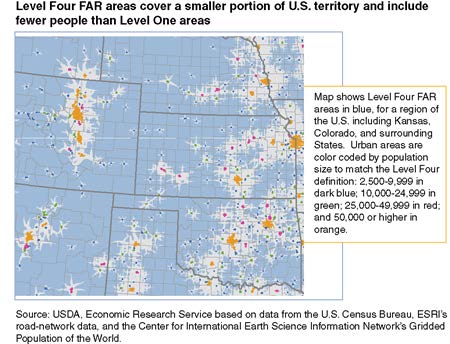 Level Four FAR areas cover a smaller portion of U.S. territory and include
fewer people than Level One areas
Map shows Level Four FAR
areas in blue, for a region of
the U.S. including Kansas,
Colorado, and surrounding
States.  Urban areas are
color coded by population
size to match the Level Four
definition: 2,500-9,999 in
dark blue; 10,000-24,999 in
green; 25,000-49,999 in red;
and 50,000 or higher in
orange.
Source: USDA, Economic Research Service based on data from the U.S. Census Bureau, ESRI's
road-network data, and the Center for International Earth Science Information Network's Gridded
Population of the World.